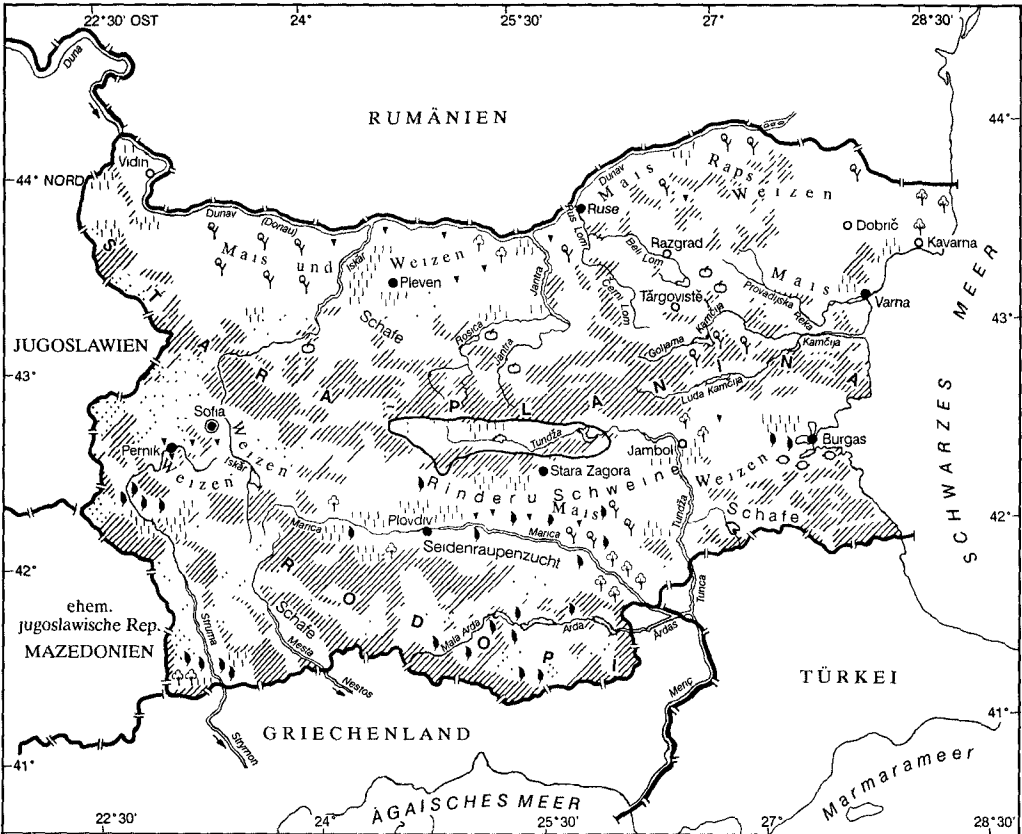 22°30' OST
24°
25°30'
27°
28°30'
Duna
RUMÄNIEN
44°
Vidin
44° NORD
Dunav
(Donau)
Mais und
Weizen
Iskăr
Pleven
Jantra
Dunav
Mais
Raps
Weizen
Ruse
Rus. Lom
Beli Lom
Razgrad
Dobrič
Kavarna
Černi Lom
Tărgovistě
Mais
Provadijska Reka
Varna
SCHWARZES MEER
43°
JUGOSLAWIEN
43°
STARA PLANINA
Schafe
Rosica
Jantra
Goljama
Kamčija
Kamčija
Luda Kamčija
Sofia
Weizen
Pernik
Weizen
Iskăr
Tundža
Jambol
Stara Zagora
Burgas
Weizen
Rinder u Schweine
Mais
Schafe
Tundža
42°
Marica
Plovdiv
Marica
Seidenraupenzucht
42°
RODOPI
ehem.
jugoslawische Rep.
MAZEDONIEN
Struma
Schafe
Mesta
Nestos
Mala Arda
Arda
Ardas
Tunca
Meriç
TÜRKEI
41°
GRIECHENLAND
Strymon
41°
ÄGAISCHES MEER
Marmarameer
22°30'
24°
25°30'
27°
28°30'